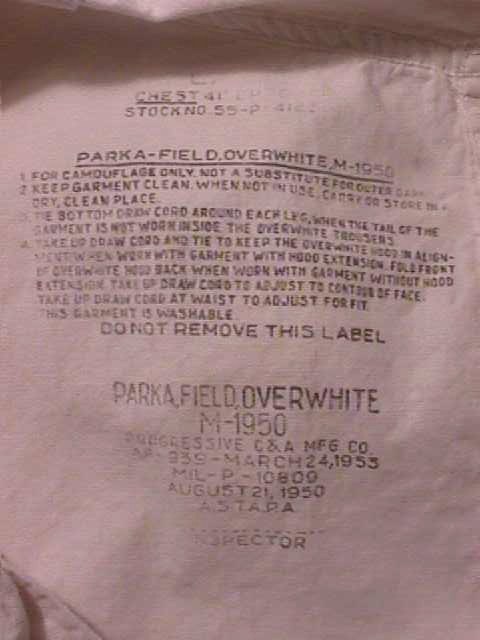 L
CHEST 41"
STOCK NO. 55-P-
PARKA-FIELD, OVERWHITE, M-1950
1. FOR CAMOUFLAGE ONLY. NOT A SUBSTITUTE FOR OUTER
2. KEEP GARMENT CLEAN. WHEN NOT IN USE, CARRY OR STORE IN A
DRY, CLEAN PLACE.
3. TIE BOTTOM DRAW CORD AROUND EACH LEG, WHEN THE TAIL OF THE
GARMENT IS NOT WORN INSIDE THE OVERWHITE TROUSERS
4. TAKE UP DRAW CORD AND TIE TO KEEP THE OVERWHITE HOOD IN ALIGN-
MENT WHEN WORN WITH GARMENT WITH HOOD EXTENSION. FOLD FRONT
OF OVERWHITE HOOD BACK WHEN WORN WITH GARMENT WITHOUT HOOD
EXTENSION. TAKE UP DRAW CORD TO ADJUST TO CONTOUR OF FACE.
TAKE UP DRAW CORD AT WAIST TO ADJUST FOR FIT.
THIS GARMENT IS WASHABLE.
DO NOT REMOVE THIS LABEL
PARKA, FIELD, OVERWHITE
M-1950
PROGRESSIVE C&A MFG. CO.
-939-MARCH 24, 1953
MIL-P-10809
AUGUST 21, 1950
A.S.T.A.P.A.
INSPECTOR